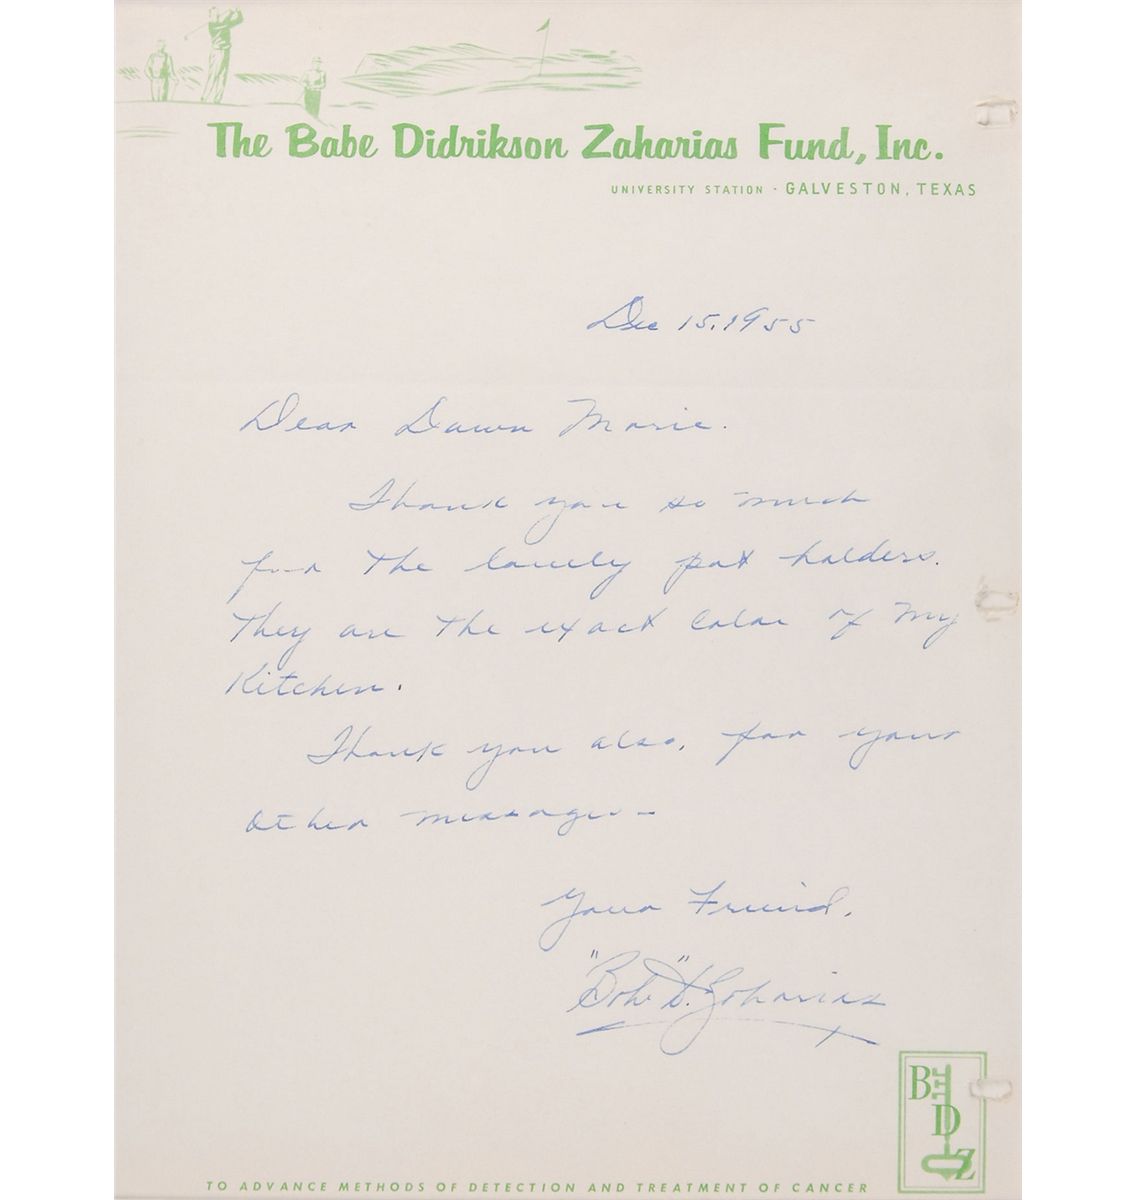 The Babe Didrikson Zaharias Fund, Inc.
UNIVERSITY STATION - GALVESTON, TEXAS
Dec 15, 1955
Dear Dawn Marie.
Thank you so much
for the lovely pot holders.
They are the exact color of my
Kitchen.
Thank you also, for your
other messages -
Your Friend,
"Babe" D. Zaharias
B
D
Z
TO ADVANCE METHODS OF DETECTION AND TREATMENT OF CANCER